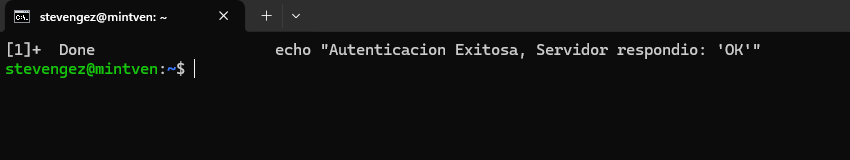 stevengez@mintven: ~
[1]+  Done                    echo "Autenticacion Exitosa, Servidor respondio: 'OK'"
stevengez@mintven:~$